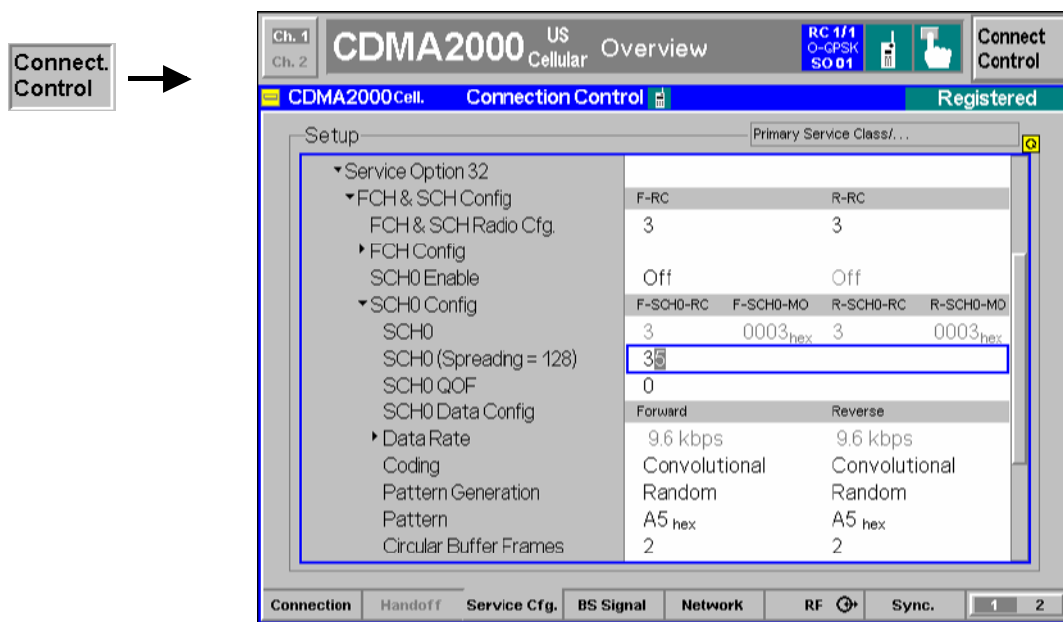 Connect.
Control
Ch. 1
Ch. 2
CDMA2000 US Cellular Overview
RC 1/1
O-QPSK
SO 01
Connect
Control
CDMA2000 Cell. Connection Control Registered
Setup Primary Service Class/...
Service Option 32
FCH & SCH Config F-RC R-RC
FCH & SCH Radio Cfg. 3 3
FCH Config
SCH0 Enable Off Off
SCH0 Config F-SCH0-RC F-SCH0-MO R-SCH0-RC R-SCH0-MO
SCH0 3 0003hex 3 0003hex
SCH0 (Spreading = 128) 35
SCH0 QOF 0
SCH0 Data Config Forward Reverse
Data Rate 9.6 kbps 9.6 kbps
Coding Convolutional Convolutional
Pattern Generation Random Random
Pattern A5 hex A5 hex
Circular Buffer Frames 2 2
Connection Handoff Service Cfg. BS Signal Network RF Sync. 1 2